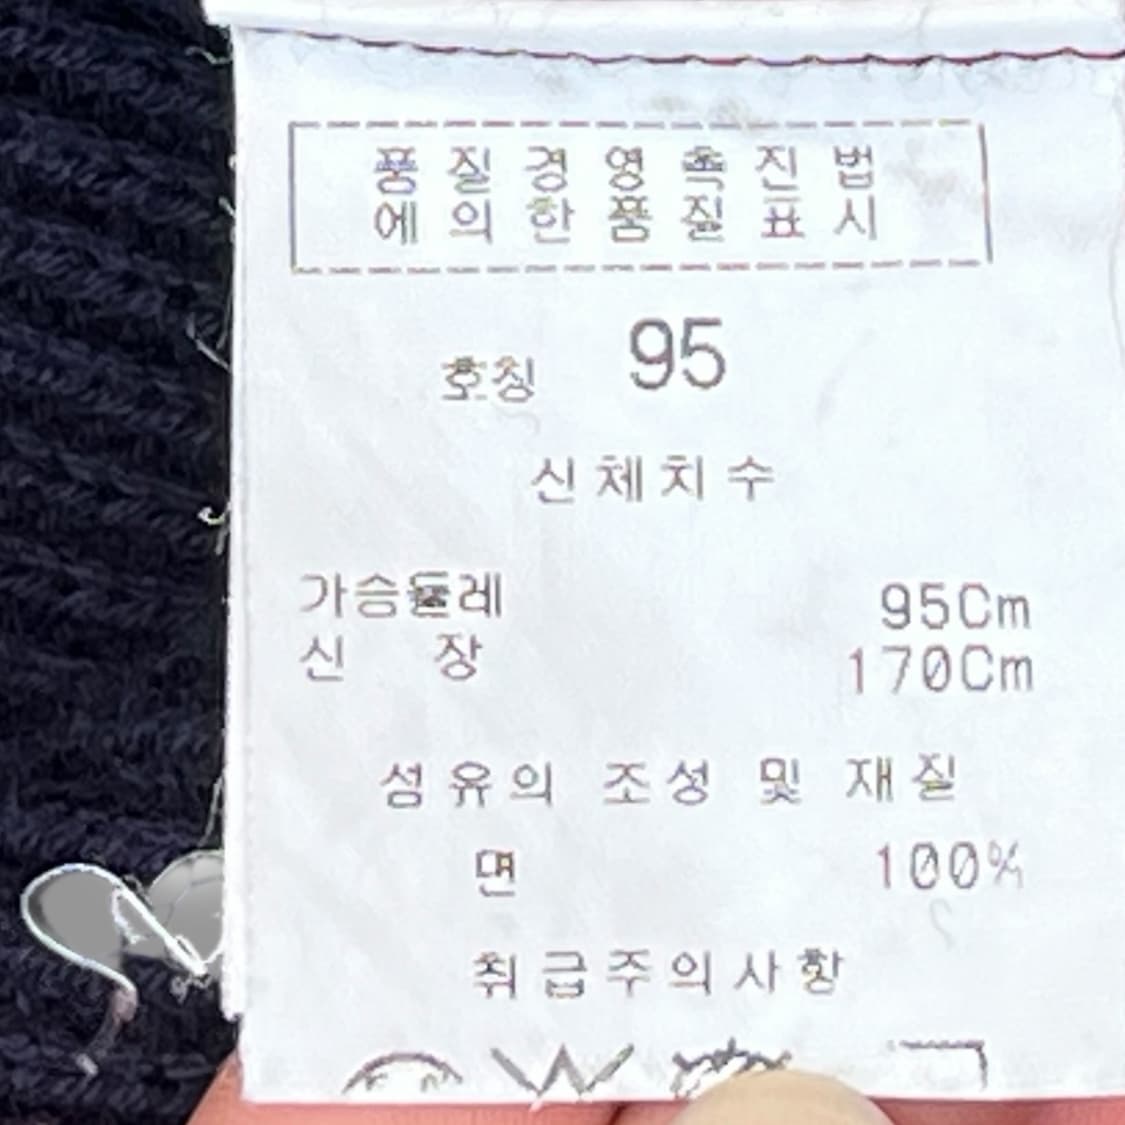 품질경영촉진법
에의한품질표시
호칭 95
신체치수
가슴둘레 95Cm
신장 170Cm
섬유의 조성 및 재질
면 100%
취급주의사항